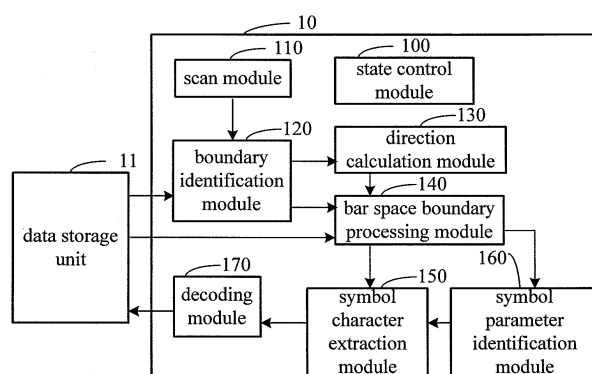 10
110
scan module
100
state control
module
120
boundary
identification
module
130
direction
calculation module
11
data storage
unit
140
bar space boundary
processing module
170
decoding
module
150
symbol
character
extraction
module
160
symbol
parameter
identification
module